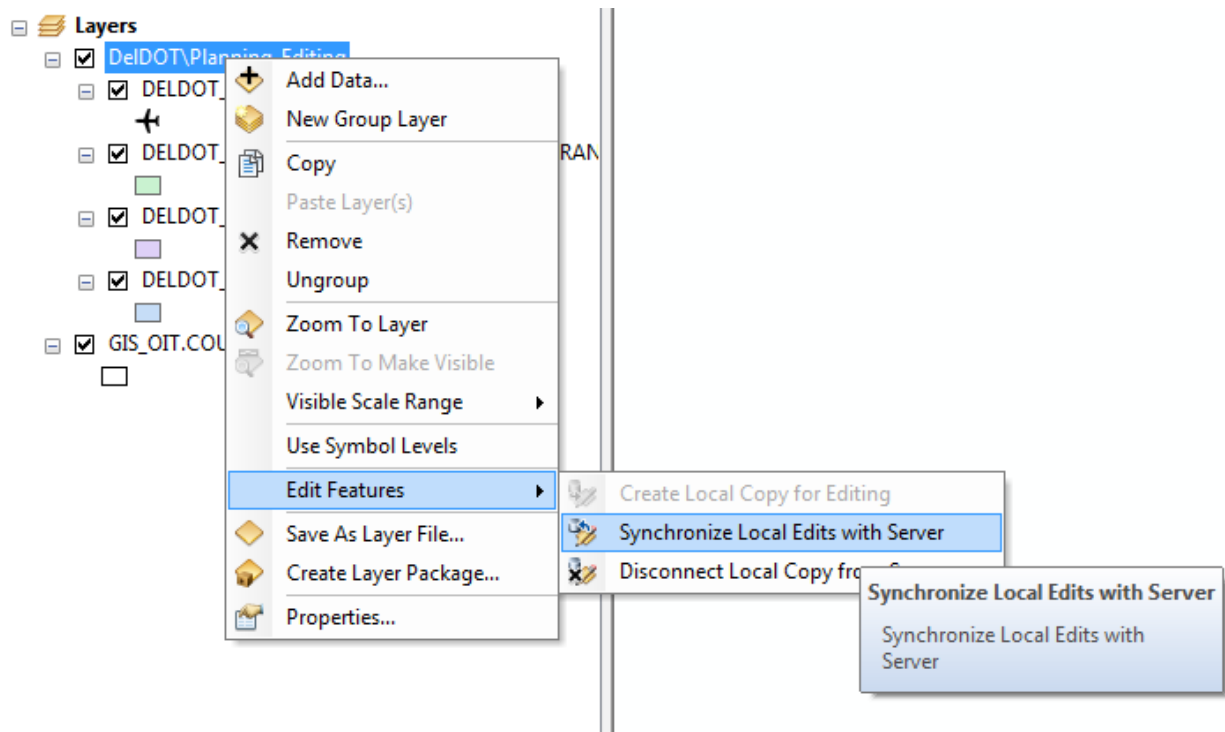 Layers
DelDOT\Planning_Editing
DELDOT_
DELDOT_
RAN
DELDOT_
DELDOT_
GIS_OIT.COU
Add Data...
New Group Layer
Copy
Paste Layer(s)
Remove
Ungroup
Zoom To Layer
Zoom To Make Visible
Visible Scale Range
Use Symbol Levels
Edit Features
Save As Layer File...
Create Layer Package...
Properties...
Create Local Copy for Editing
Synchronize Local Edits with Server
Disconnect Local Copy from
Synchronize Local Edits with Server
Synchronize Local Edits with
Server